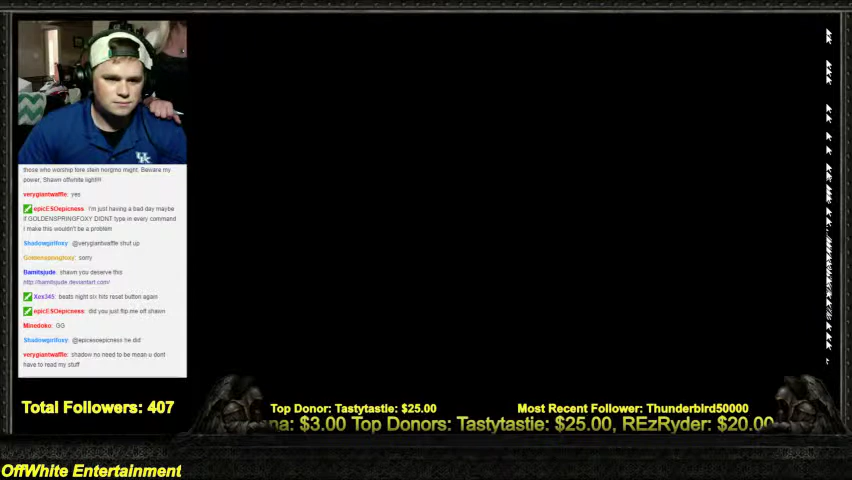 UK
those who worship fore stein norgmo might. Beware my
power, Shawn offwhite light!!!
verygiantwaffle: yes
epicESOepicness: I'm just having a bad day maybe
if GOLDENSPRINGFOXY DIDNT type in every command
I make this wouldn't be a problem
Shadowgirlfoxy: @verygiantwaffle shut up
Goldenspringfoxy: sorry
Bamitsjude: shawn you deserve this
http://bamitsjude.deviantart.com/
Xex345: beats night six hits reset button again
epicESOepicness: did you just flip me off shawn
Minedoko: GG
Shadowgirlfoxy: @epicesoepicness he did
verygiantwaffle: shadow no need to be mean u dont
have to read my stuff
Total Followers: 407
Top Donor: Tastytastie: $25.00
Most Recent Follower: Thunderbird50000
na: $3.00 Top Donors: Tastytastie: $25.00, REzRyder: $20.00
OffWhite Entertainment